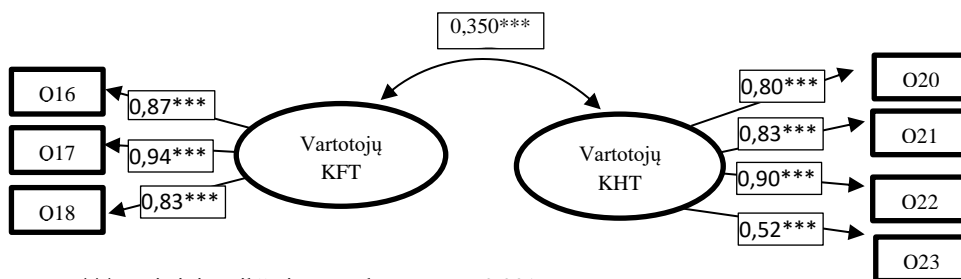 0,350***
O16
0,87***
O17
0,94***
O18
0,83***
Vartotojų
KFT
Vartotojų
KHT
0,80***
O20
0,83***
O21
0,90***
O22
0,52***
O23